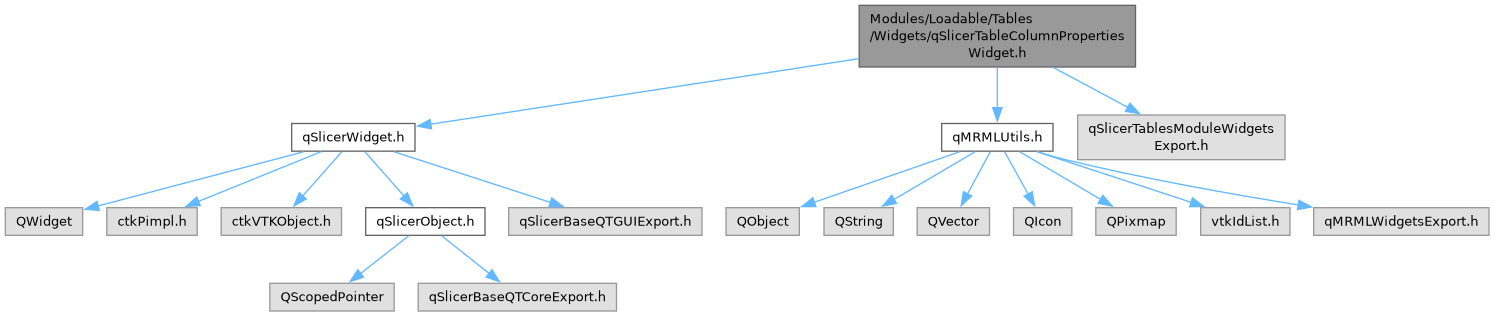 Modules/Loadable/Tables
/Widgets/qSlicerTableColumnProperties
Widget.h
qSlicerWidget.h
qMRMLUtils.h
qSlicerTablesModuleWidgets
Export.h
QWidget
ctkPimpl.h
ctkVTKObject.h
qSlicerObject.h
qSlicerBaseQTGUIExport.h
QObject
QString
QVector
QIcon
QPixmap
vtkIdList.h
qMRMLWidgetsExport.h
QScopedPointer
qSlicerBaseQTCoreExport.h